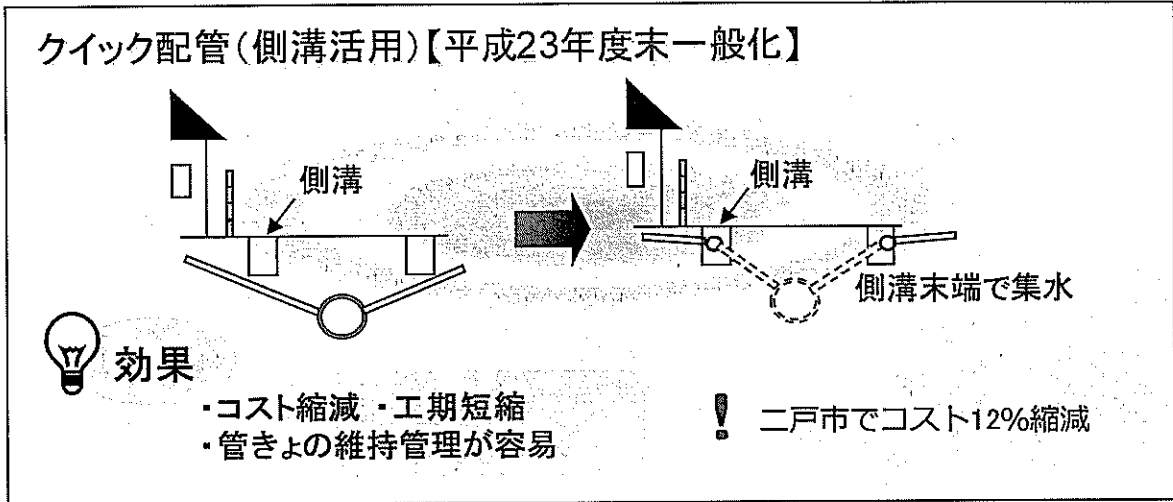 クイック配管(側溝活用)【平成23年度末一般化】
側溝
側溝
側溝末端で集水
効果
・コスト縮減 ・工期短縮
・管きょの維持管理が容易
! 二戸市でコスト12%縮減